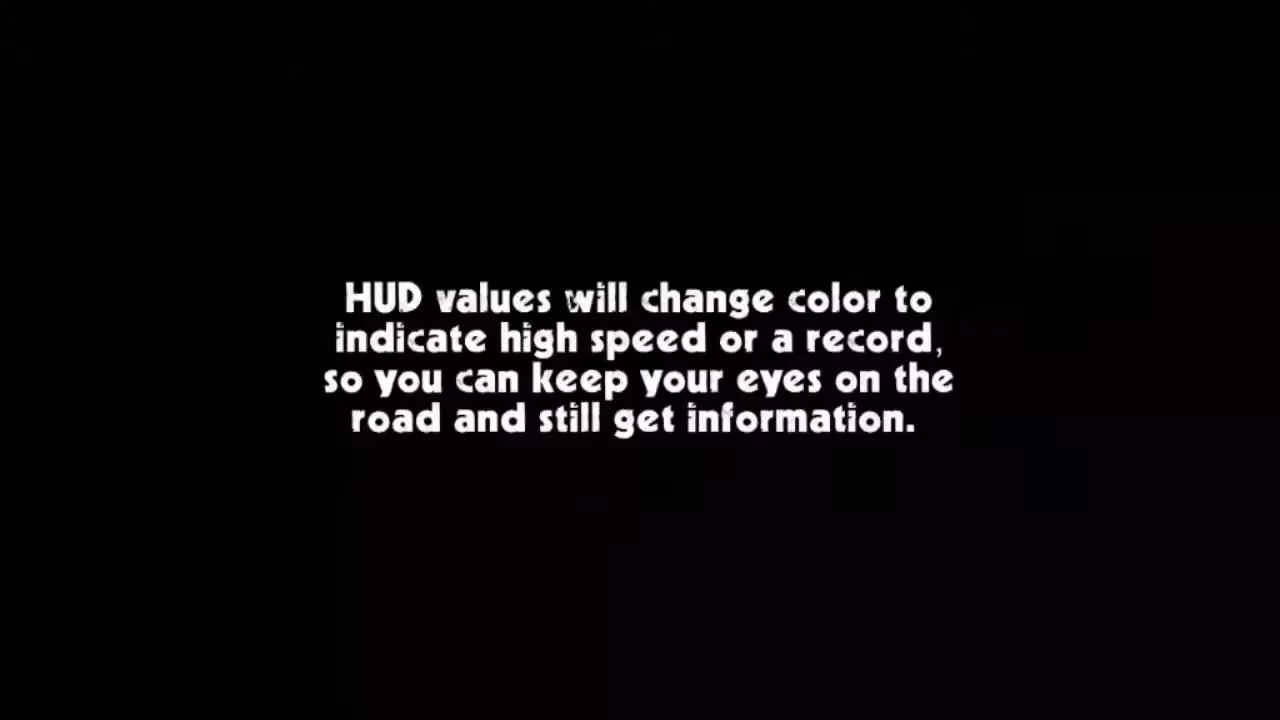 HUD values will change color to
indicate high speed or a record,
so you can keep your eyes on the
road and still get information.